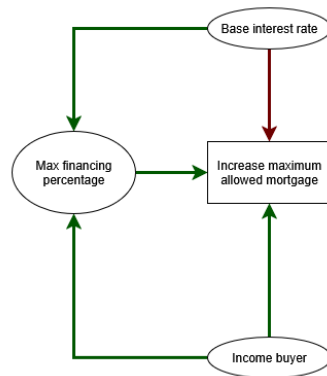 Base interest rate
Max financing
percentage
Increase maximum
allowed mortgage
Income buyer